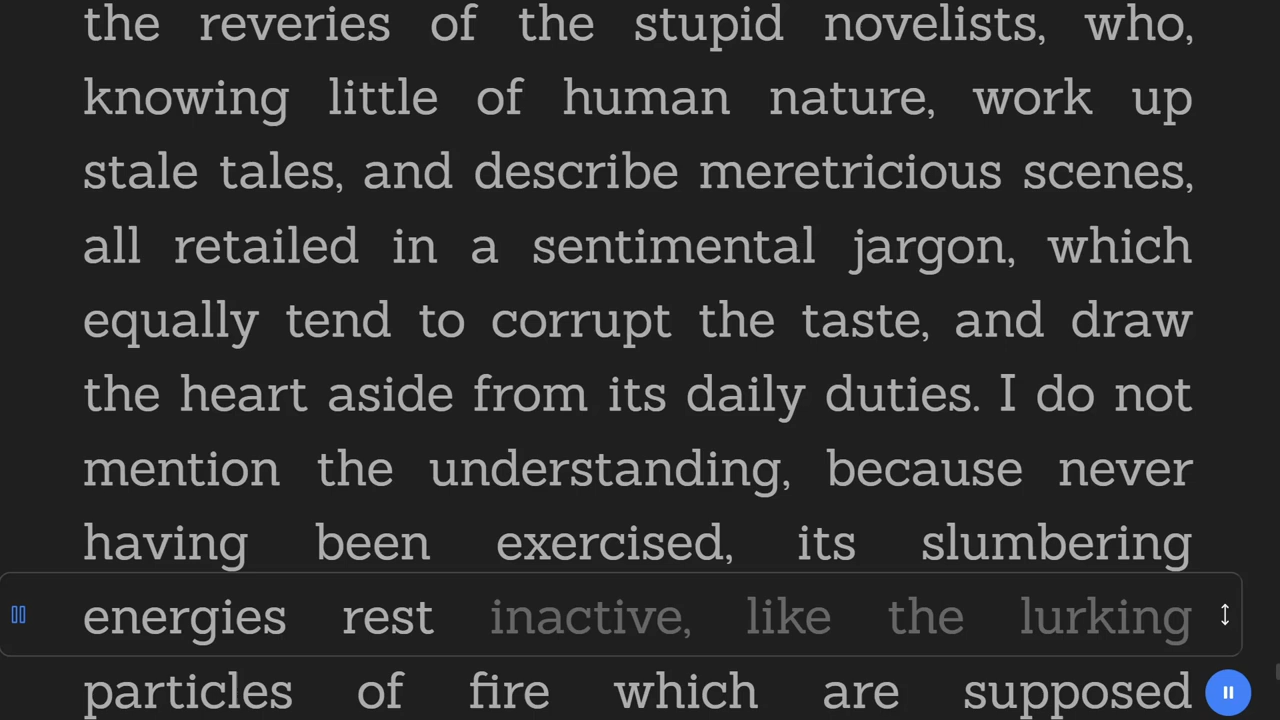 the reveries of the stupid novelists, who,
knowing little of human nature, work up
stale tales, and describe meretricious scenes,
all retailed in a sentimental jargon, which
equally tend to corrupt the taste, and draw
the heart aside from its daily duties. I do not
mention the understanding, because never
having been exercised, its slumbering
energies rest inactive, like the lurking
particles of fire which are supposed